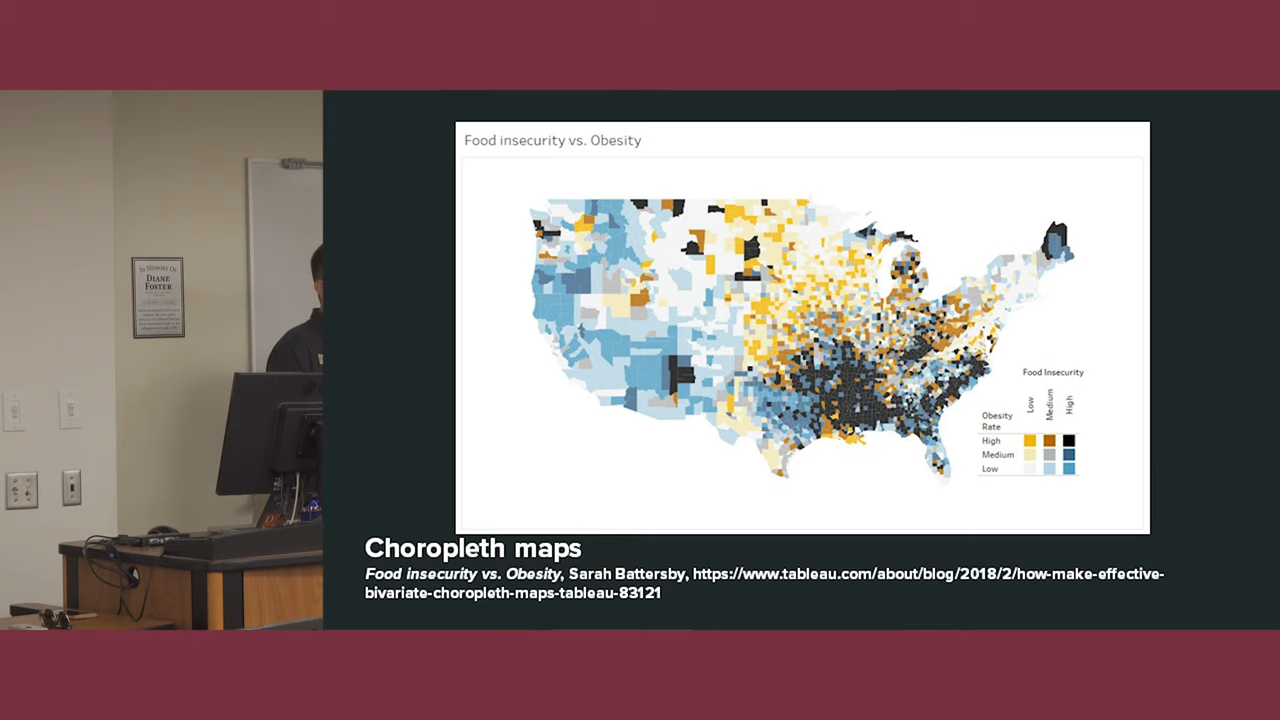 Food insecurity vs. Obesity
In Memory Of
DIANE
FOSTER
Food Insecurity
Low
Medium
High
Obesity
Rate
High
Medium
Low
Choropleth maps
Food insecurity vs. Obesity, Sarah Battersby, https://www.tableau.com/about/blog/2018/2/how-make-effective-
bivariate-choropleth-maps-tableau-83121